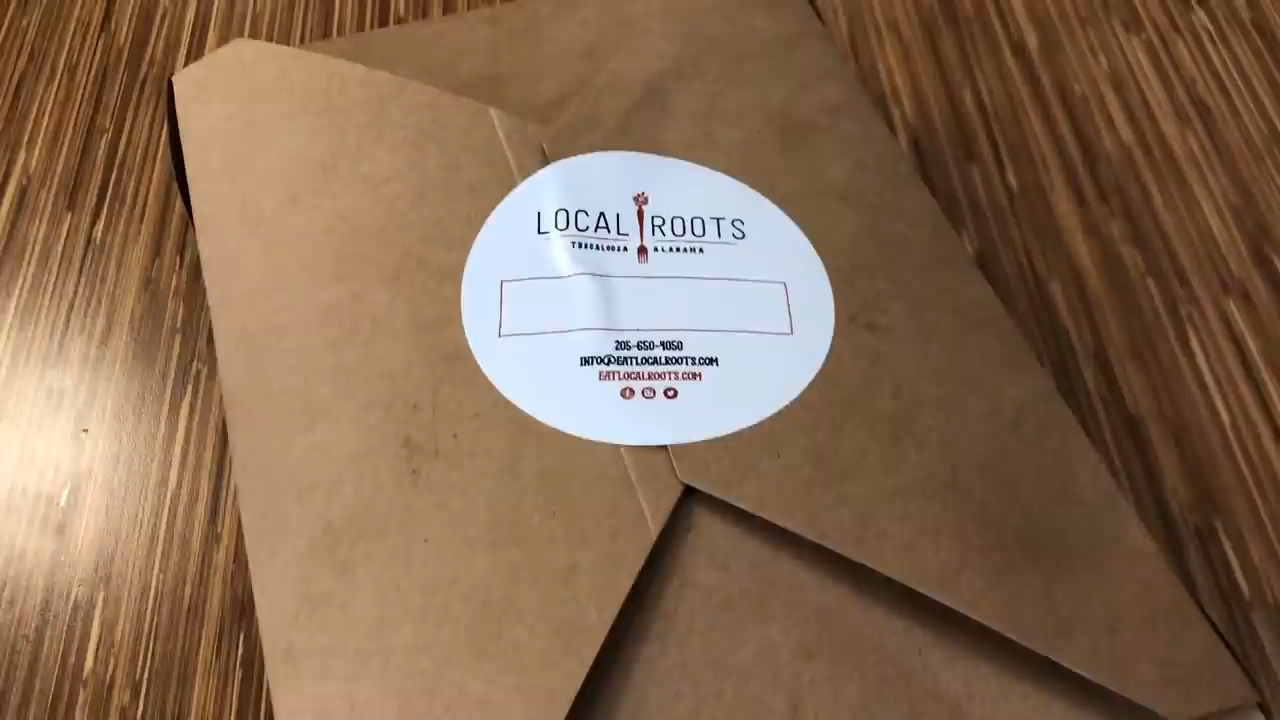 LOCAL ROOTS
TUSCALOOSA ALABAMA
205-650-4050
INFO@EATLOCALROOTS.COM
EATLOCALROOTS.COM